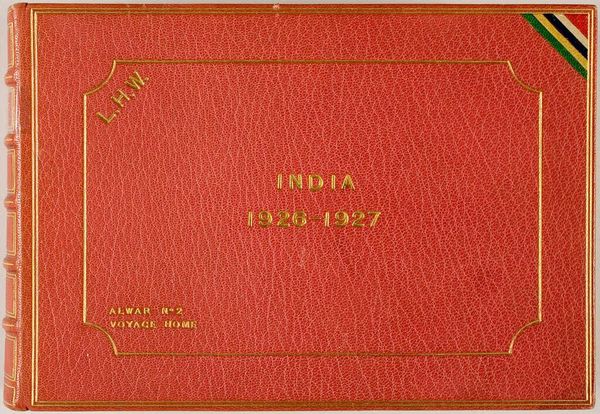 L.H.W.
INDIA
1926-1927
ALWAR Nº2
VOYAGE HOME